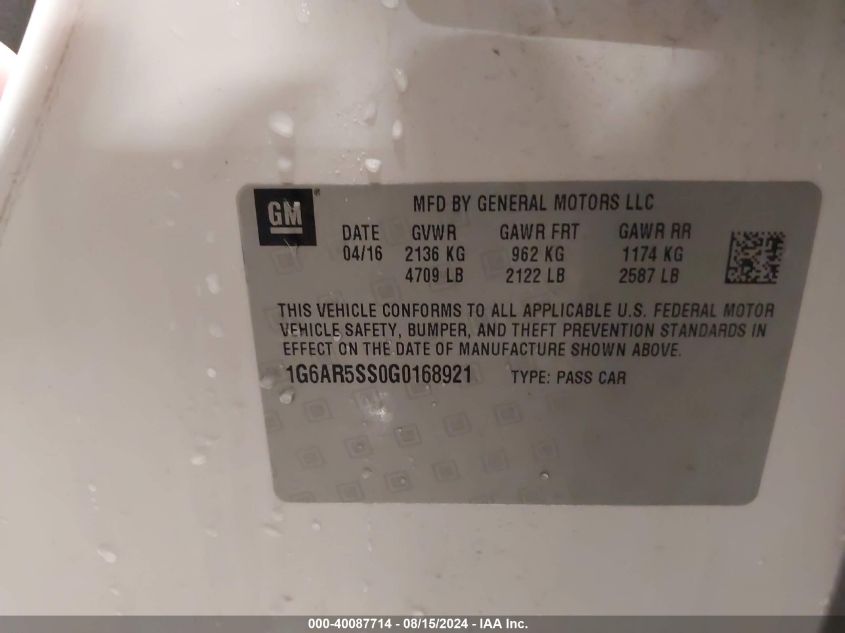 GM
MFD BY GENERAL MOTORS LLC
DATE GVWR GAWR FRT GAWR RR
04/16 2136 KG 962 KG 1174 KG
4709 LB 2122 LB 2587 LB
THIS VEHICLE CONFORMS TO ALL APPLICABLE U.S. FEDERAL MOTOR
VEHICLE SAFETY, BUMPER, AND THEFT PREVENTION STANDARDS IN
EFFECT ON THE DATE OF MANUFACTURE SHOWN ABOVE.
1G6AR5SS0G0168921 TYPE: PASS CAR
000-40087714 - 08/15/2024 - IAA Inc.